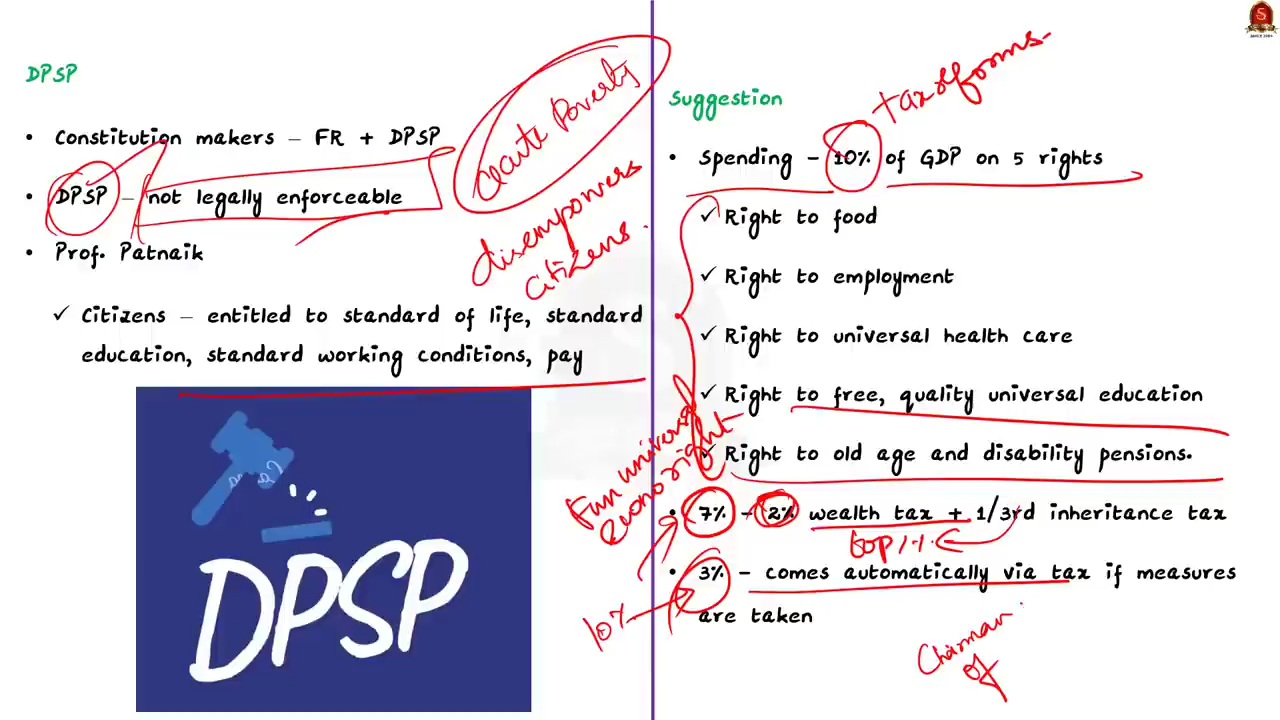 DPSP
• Constitution makers – FR + DPSP
• DPSP – not legally enforceable
• Prof. Patnaik
✓ Citizens – entitled to standard of life, standard
education, standard working conditions, pay
Poverty
disempowers
citizens.
DPSP
Suggestion
tax reforms
• Spending – 10% of GDP on 5 rights
✓ Right to food
✓ Right to employment
✓ Right to universal health care
✓ Right to free, quality universal education
✓ Right to old age and disability pensions.
• 7% – 2% wealth tax + 1/3rd inheritance tax
top 1%
• 3% – comes automatically via tax if measures
are taken
universal
right
10%
Chairman
of